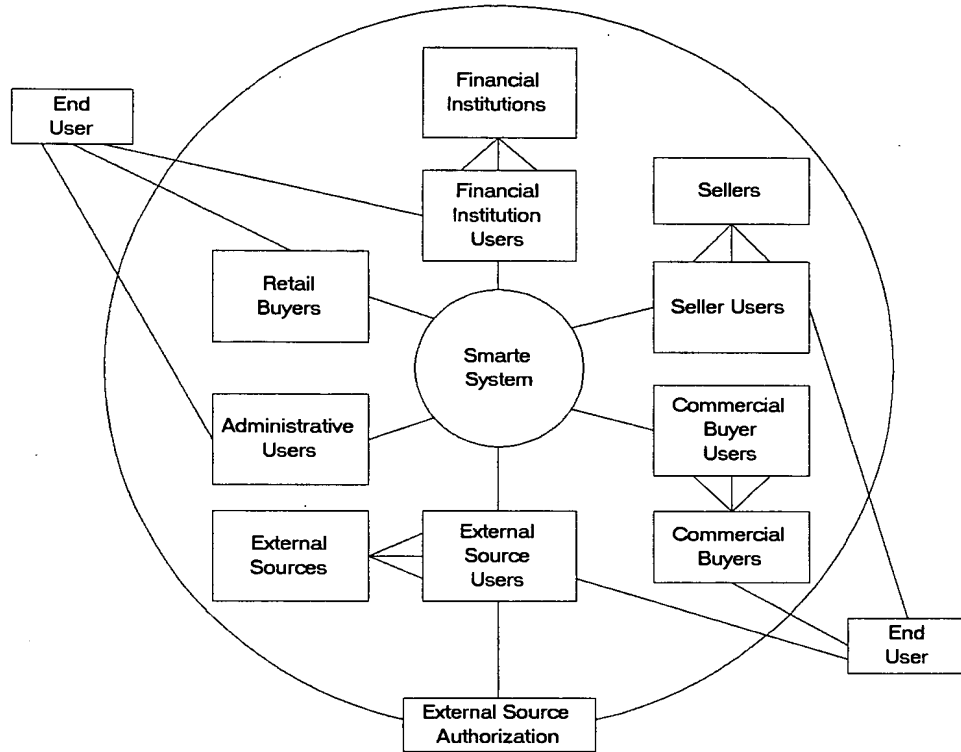 Financial
Institutions
End
User
Financial
Institution
Users
Sellers
Retail
Buyers
Seller Users
Smarte
System
Administrative
Users
Commercial
Buyer
Users
External
Sources
External
Source
Users
Commercial
Buyers
End
User
External Source
Authorization